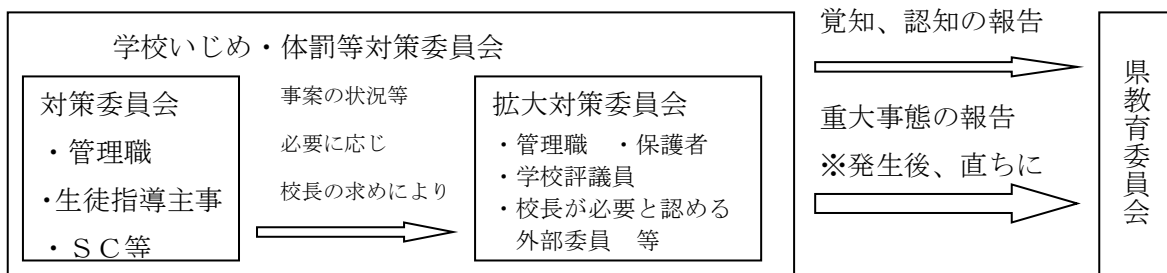 学校いじめ・体罰等対策委員会
対策委員会
・管理職
・生徒指導主事
・ＳＣ等
事案の状況等
必要に応じ
校長の求めにより
拡大対策委員会
・管理職　・保護者
・学校評議員
・校長が必要と認める
外部委員　等
覚知、認知の報告
重大事態の報告
※発生後、直ちに
県教育委員会